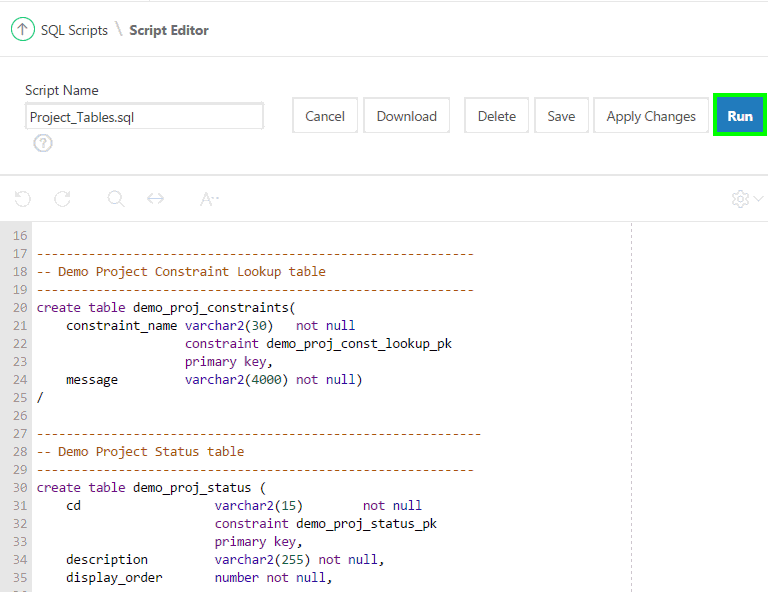 SQL Scripts \ Script Editor
Script Name
Project_Tables.sql
Cancel Download Delete Save Apply Changes Run
?
A
16
17 -----------------------------------------------------------
18 -- Demo Project Constraint Lookup table
19 -----------------------------------------------------------
20 create table demo_proj_constraints(
21     constraint_name varchar2(30)   not null
22                     constraint demo_proj_const_lookup_pk
23                     primary key,
24     message         varchar2(4000) not null)
25 /
26
27 ------------------------------------------------------------
28 -- Demo Project Status table
29 -----------------------------------------------------------
30 create table demo_proj_status (
31     cd                  varchar2(15)        not null
32                         constraint demo_proj_status_pk
33                         primary key,
34     description         varchar2(255) not null,
35     display_order       number not null,